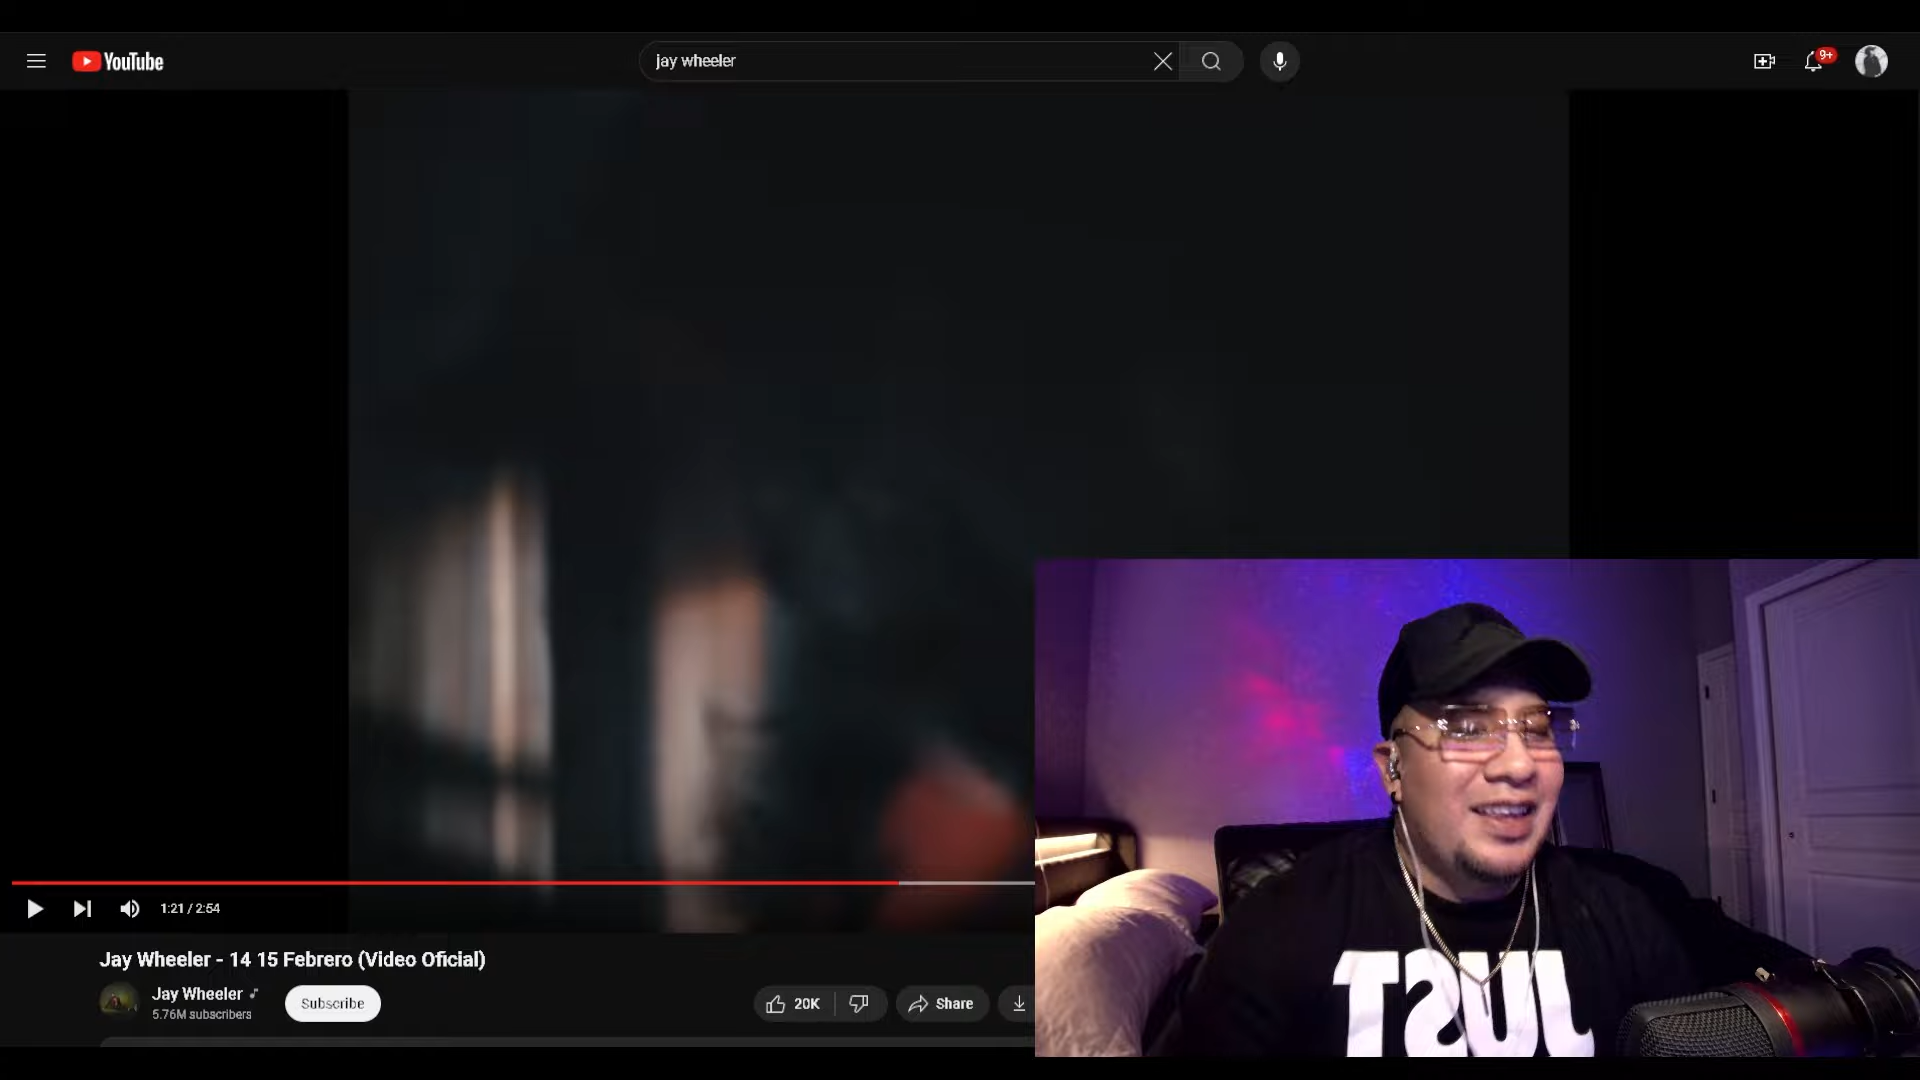 YouTube
jay wheeler
9+
1:21 / 2:54
Jay Wheeler - 14 15 Febrero (Video Oficial)
Jay Wheeler
5.76M subscribers
Subscribe
20K
Share
JUST